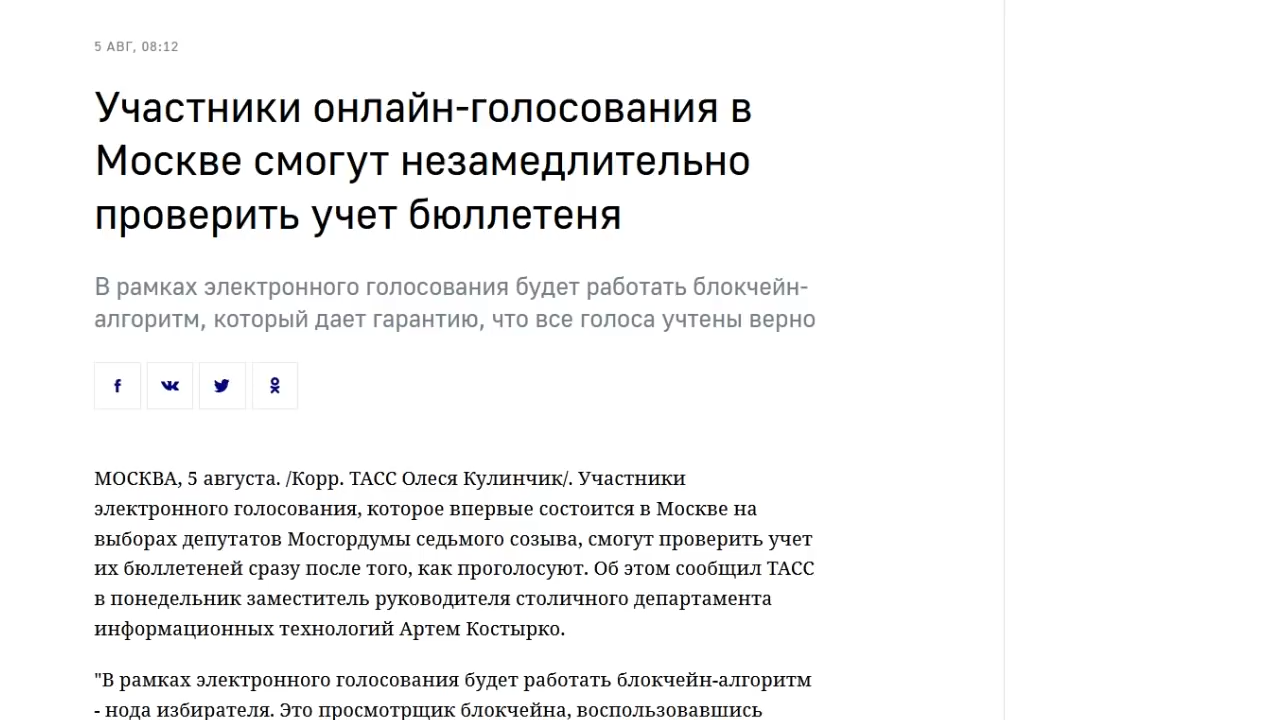 5 АВГ, 08:12
Участники онлайн-голосования в
Москве смогут незамедлительно
проверить учет бюллетеня
В рамках электронного голосования будет работать блокчейн-
алгоритм, который дает гарантию, что все голоса учтены верно
МОСКВА, 5 августа. /Корр. ТАСС Олеся Кулинчик/. Участники
электронного голосования, которое впервые состоится в Москве на
выборах депутатов Мосгордумы седьмого созыва, смогут проверить учет
их бюллетеней сразу после того, как проголосуют. Об этом сообщил ТАСС
в понедельник заместитель руководителя столичного департамента
информационных технологий Артем Костырко.
"В рамках электронного голосования будет работать блокчейн-алгоритм
- нода избирателя. Это просмотрщик блокчейна, воспользовавшись